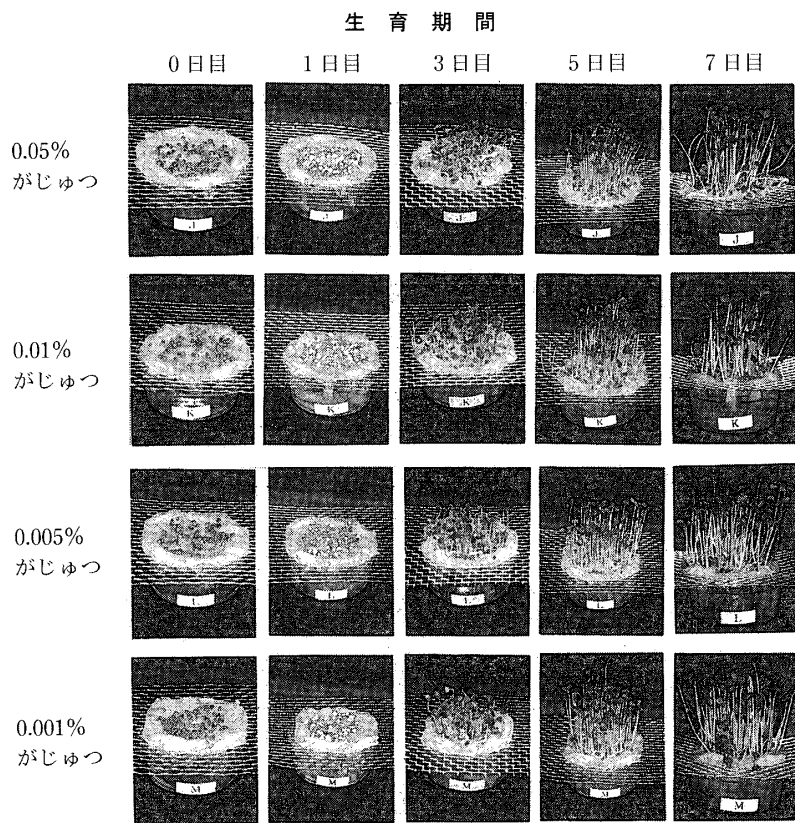 生育期間
0日目 1日目 3日目 5日目 7日目
0.05%
がじゅつ
J J J J J
0.01%
がじゅつ
K K K K K
0.005%
がじゅつ
L L L L L
0.001%
がじゅつ
M M M M M